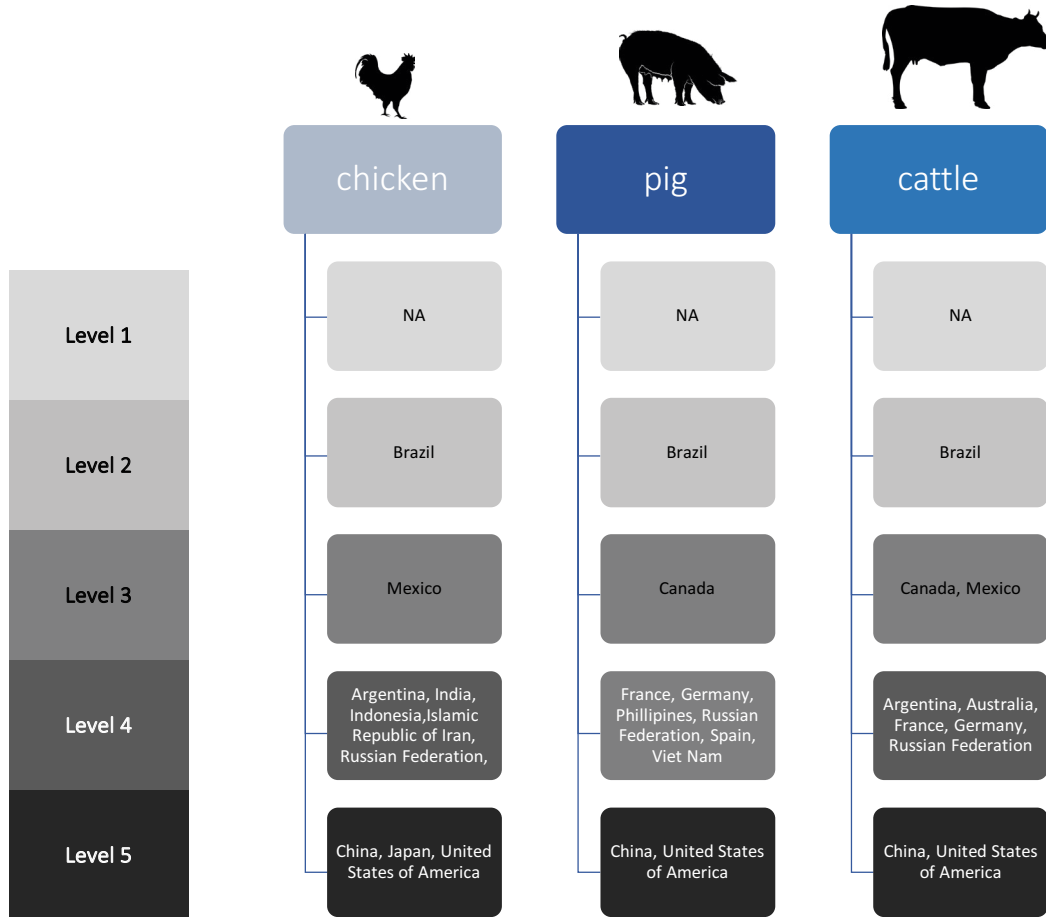 chicken
pig
cattle
Level 1
NA
NA
NA
Level 2
Brazil
Brazil
Brazil
Level 3
Mexico
Canada
Canada, Mexico
Level 4
Argentina, India,
Indonesia,Islamic
Republic of Iran,
Russian Federation,
France, Germany,
Phillipines, Russian
Federation, Spain,
Viet Nam
Argentina, Australia,
France, Germany,
Russian Federation
Level 5
China, Japan, United
States of America
China, United States
of America
China, United States
of America